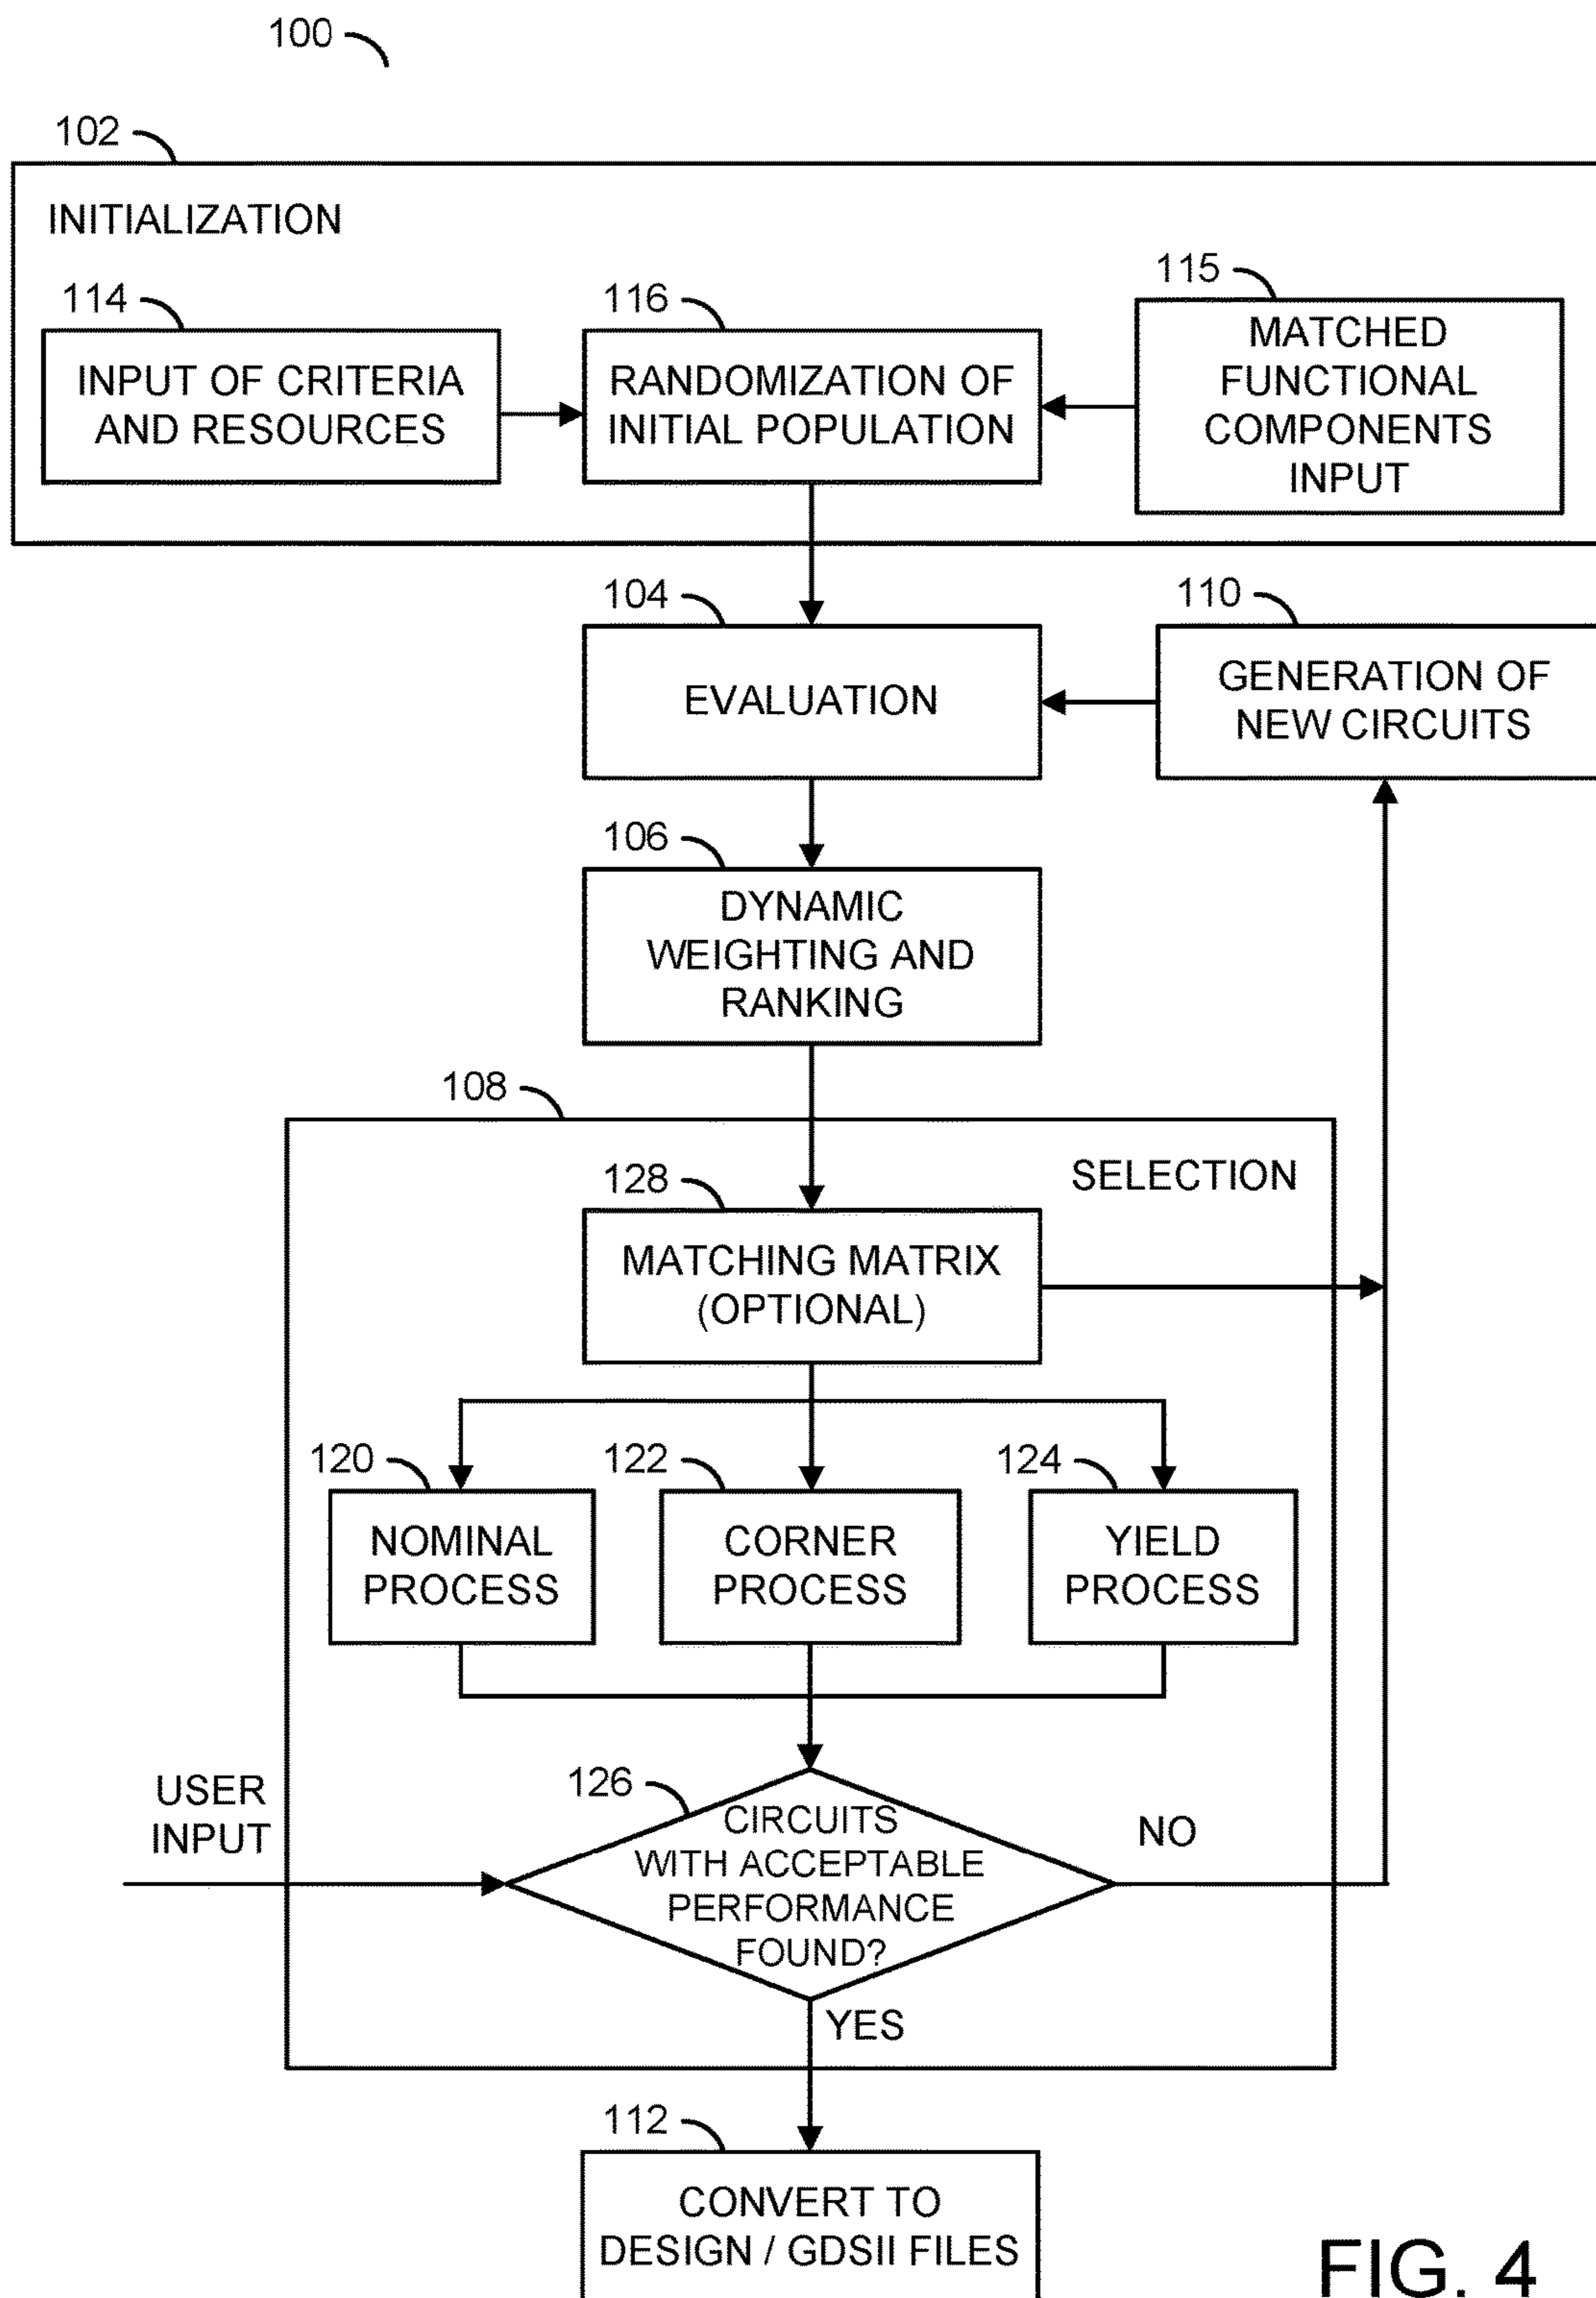 100
102
INITIALIZATION
114
INPUT OF CRITERIA
AND RESOURCES
116
RANDOMIZATION OF
INITIAL POPULATION
115
MATCHED
FUNCTIONAL
COMPONENTS
INPUT
104
EVALUATION
110
GENERATION OF
NEW CIRCUITS
106
DYNAMIC
WEIGHTING AND
RANKING
108
SELECTION
128
MATCHING MATRIX
(OPTIONAL)
120
NOMINAL
PROCESS
122
CORNER
PROCESS
124
YIELD
PROCESS
USER
INPUT
126
CIRCUITS
WITH ACCEPTABLE
PERFORMANCE
FOUND?
NO
YES
112
CONVERT TO
DESIGN / GDSII FILES
FIG. 4